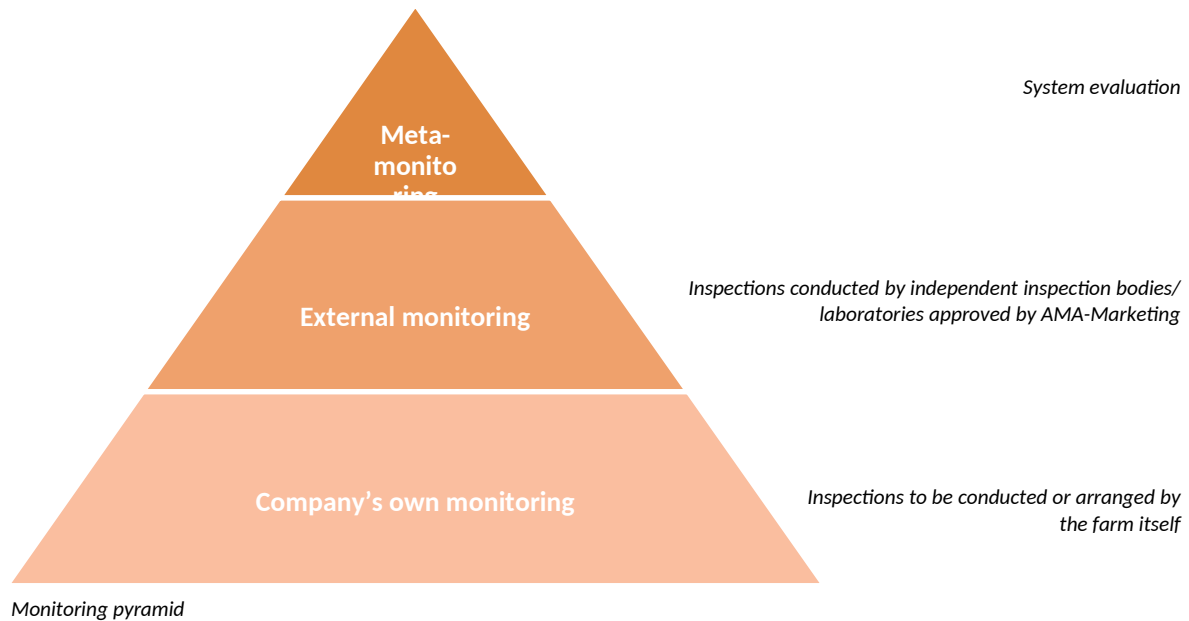 System evaluation
Meta-
monito
ring
Inspections conducted by independent inspection bodies/
laboratories approved by AMA-Marketing
External monitoring
Inspections to be conducted or arranged by
the farm itself
Company’s own monitoring
Monitoring pyramid